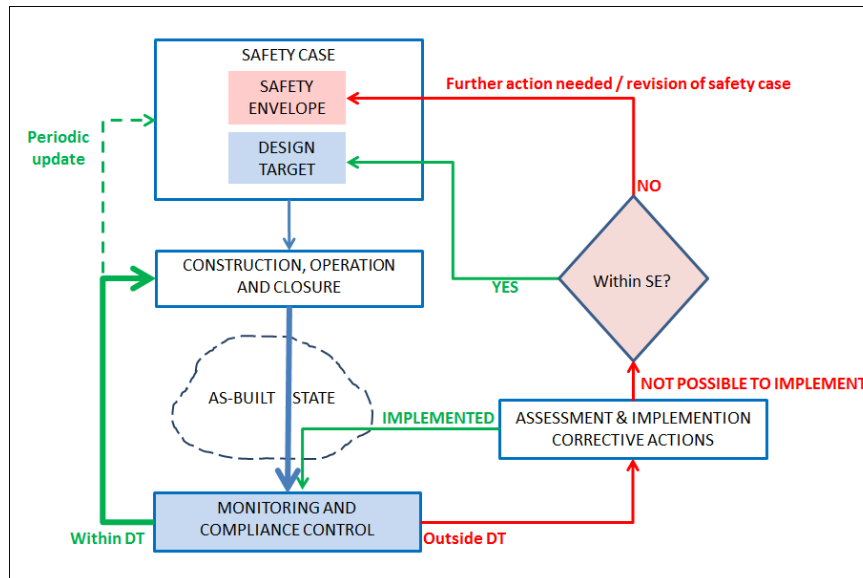 SAFETY CASE
SAFETY
ENVELOPE
Further action needed / revision of safety case
Periodic
update
DESIGN
TARGET
NO
CONSTRUCTION, OPERATION
AND CLOSURE
Within SE?
YES
NOT POSSIBLE TO IMPLEMENT
AS-BUILT STATE
IMPLEMENTED
ASSESSMENT & IMPLEMENTION
CORRECTIVE ACTIONS
MONITORING AND
COMPLIANCE CONTROL
Within DT
Outside DT